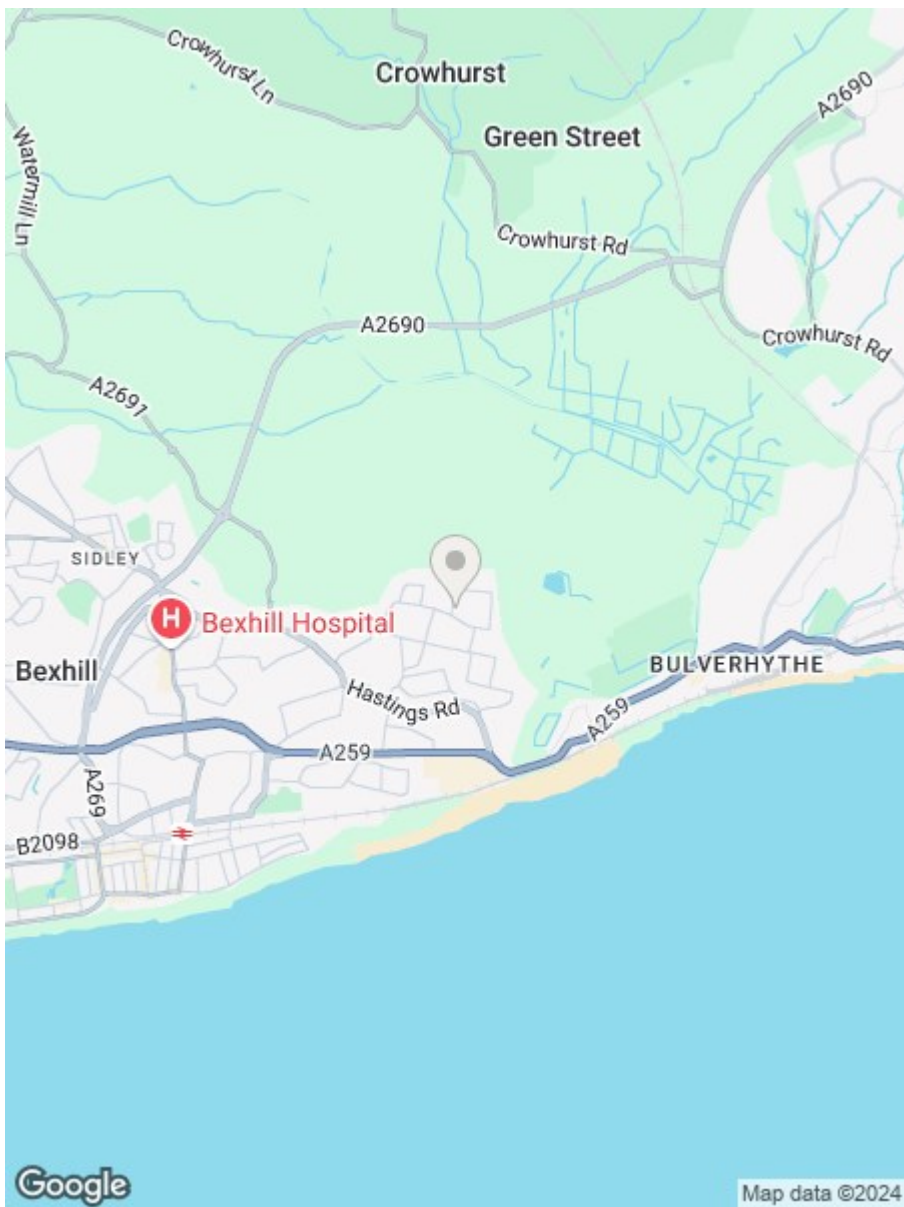 Crowhurst Ln
Crowhurst
A2690
Green Street
Watermill Ln
Crowhurst Rd
A2690
Crowhurst Rd
A2691
SIDLEY
H
Bexhill Hospital
Bexhill
BULVERHYTHE
Hastings Rd
A259
A259
A269
B2098
Google
Map data ©2024